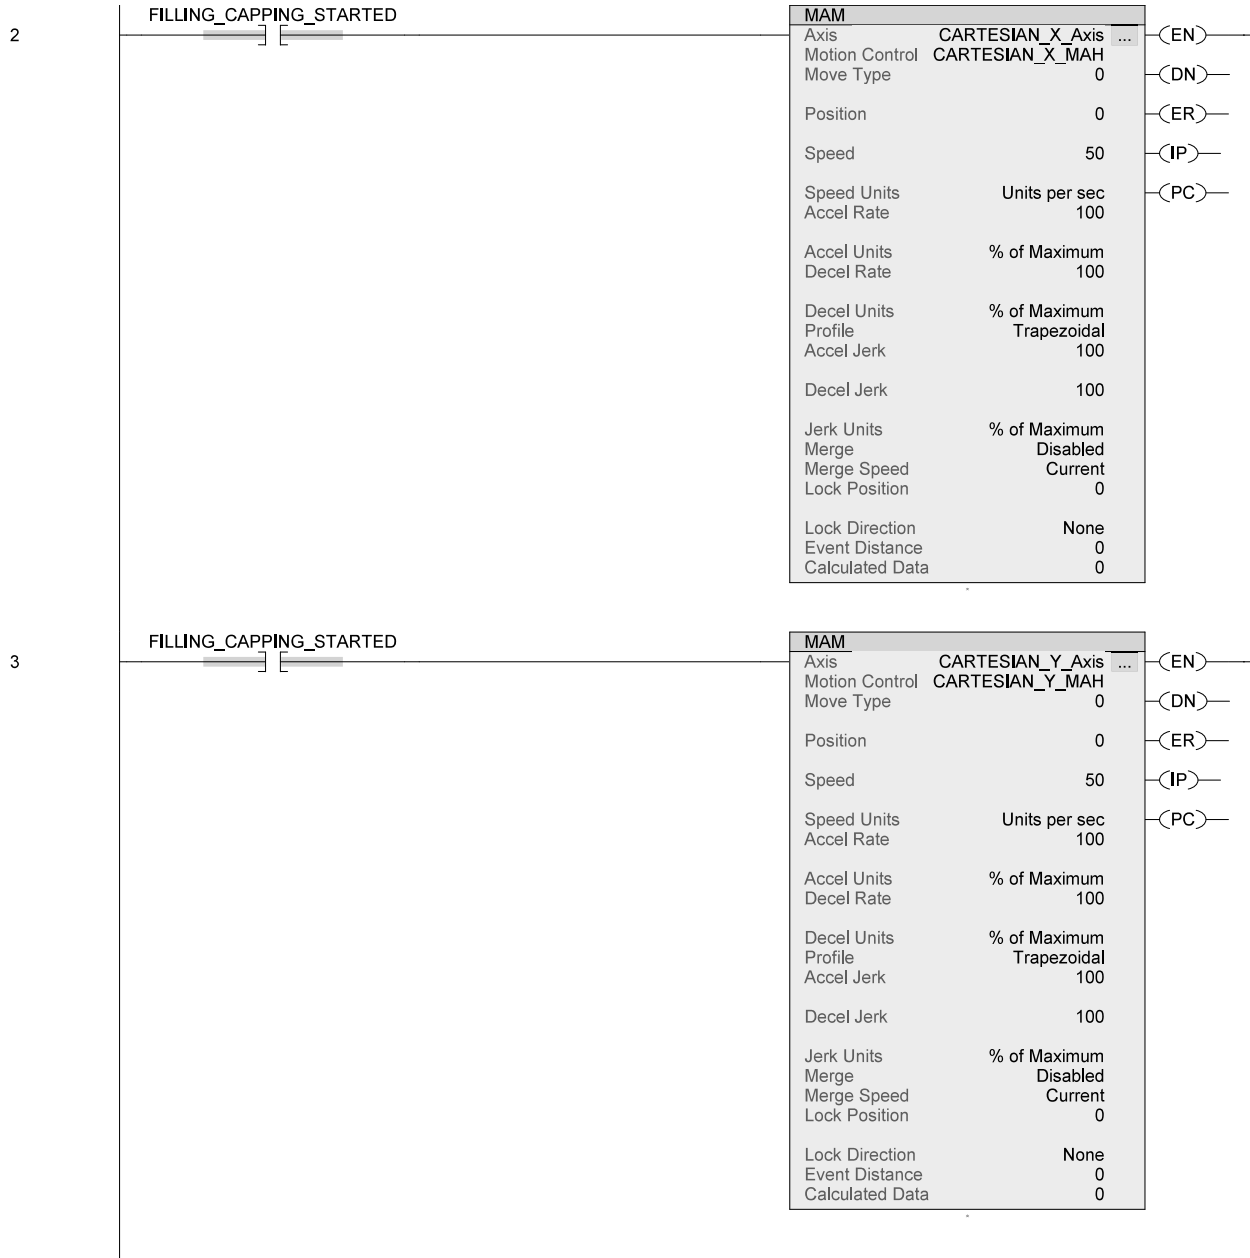 FILLING_CAPPING_STARTED
2
MAM
Axis CARTESIAN_X_Axis ... (EN)
Motion Control CARTESIAN_X_MAH
Move Type 0 (DN)
Position 0 (ER)
Speed 50 (IP)
Speed Units Units per sec (PC)
Accel Rate 100
Accel Units % of Maximum
Decel Rate 100
Decel Units % of Maximum
Profile Trapezoidal
Accel Jerk 100
Decel Jerk 100
Jerk Units % of Maximum
Merge Disabled
Merge Speed Current
Lock Position 0
Lock Direction None
Event Distance 0
Calculated Data 0
FILLING_CAPPING_STARTED
3
MAM
Axis CARTESIAN_Y_Axis ... (EN)
Motion Control CARTESIAN_Y_MAH
Move Type 0 (DN)
Position 0 (ER)
Speed 50 (IP)
Speed Units Units per sec (PC)
Accel Rate 100
Accel Units % of Maximum
Decel Rate 100
Decel Units % of Maximum
Profile Trapezoidal
Accel Jerk 100
Decel Jerk 100
Jerk Units % of Maximum
Merge Disabled
Merge Speed Current
Lock Position 0
Lock Direction None
Event Distance 0
Calculated Data 0